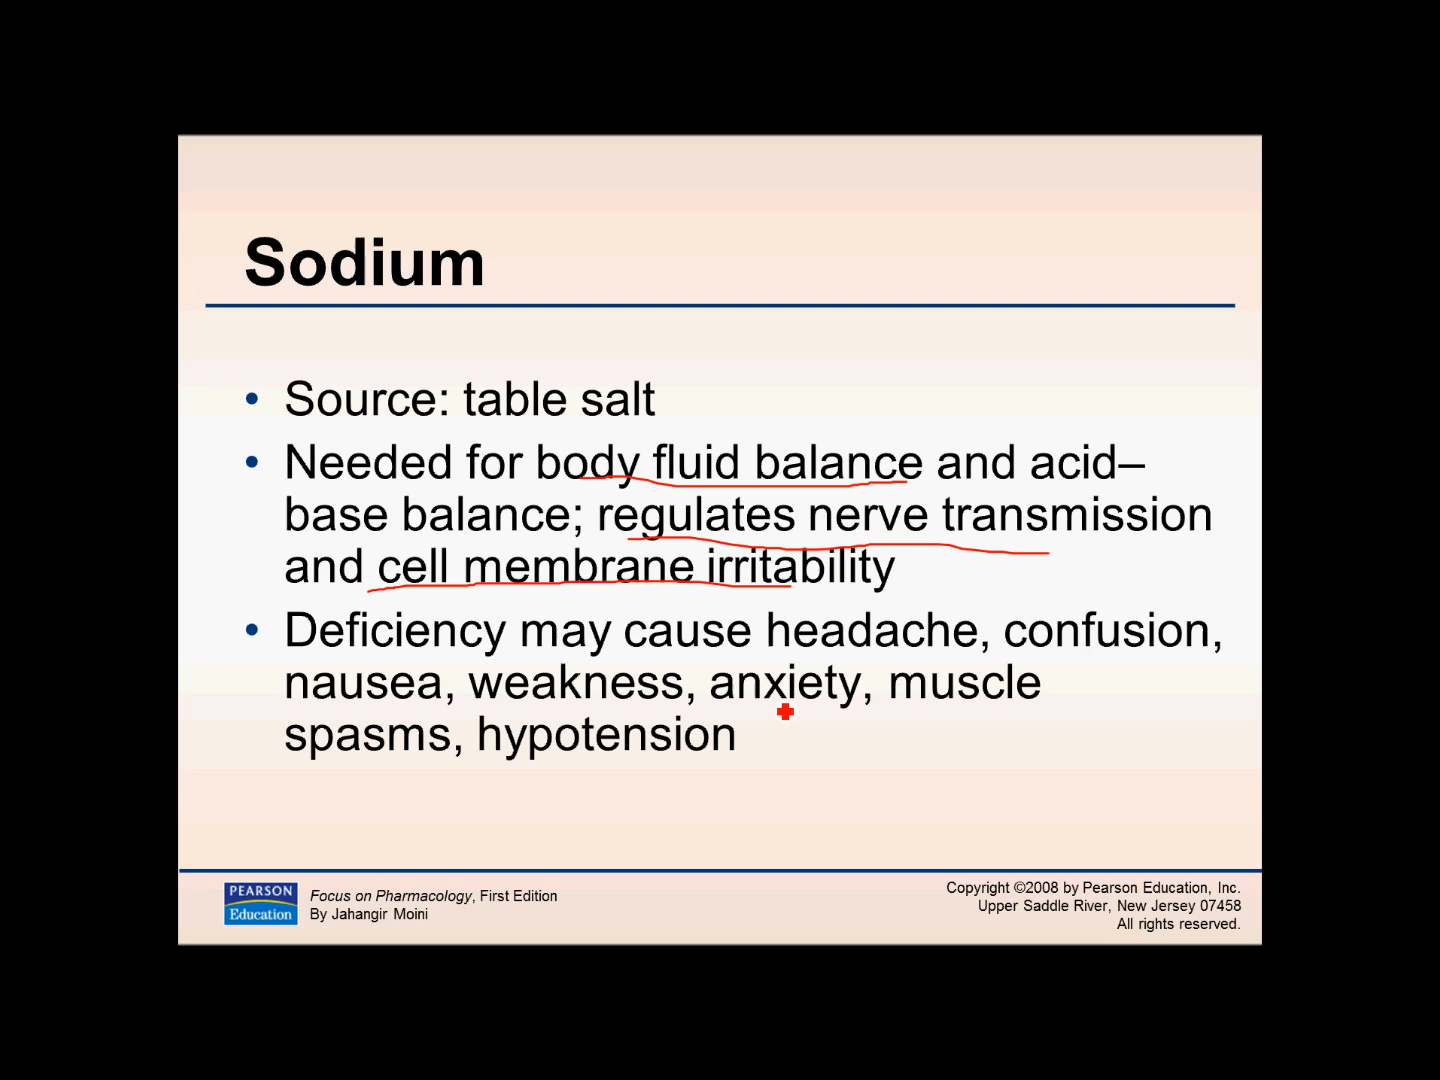 Sodium
• Source: table salt
• Needed for body fluid balance and acid–
base balance; regulates nerve transmission
and cell membrane irritability
• Deficiency may cause headache, confusion,
nausea, weakness, anxiety, muscle
spasms, hypotension
PEARSON
Education
Focus on Pharmacology, First Edition
By Jahangir Moini
Copyright ©2008 by Pearson Education, Inc.
Upper Saddle River, New Jersey 07458
All rights reserved.